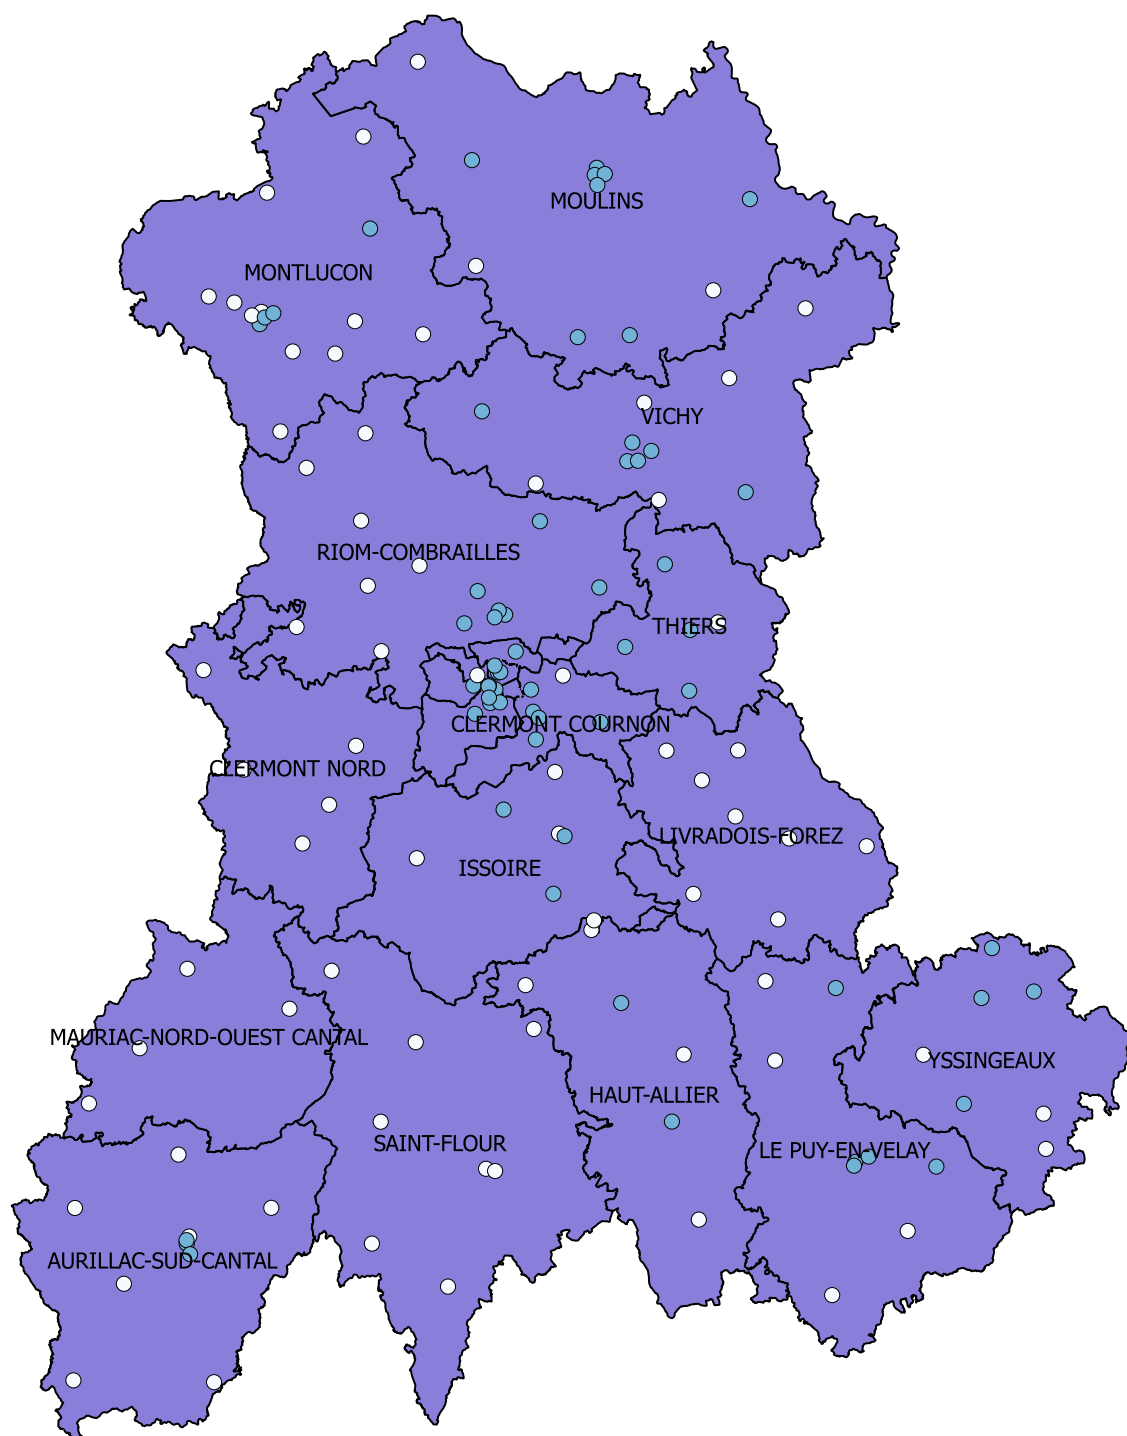 MOULINS
MONTLUCON
VICHY
RIOM-COMBRAILLES
THIERS
CLERMONT COURNON
CLERMONT NORD
LIVRADOIS-FOREZ
ISSOIRE
MAURIAC-NORD-OUEST CANTAL
YSSINGEAUX
HAUT-ALLIER
SAINT-FLOUR
LE PUY-EN-VELAY
AURILLAC-SUD-CANTAL